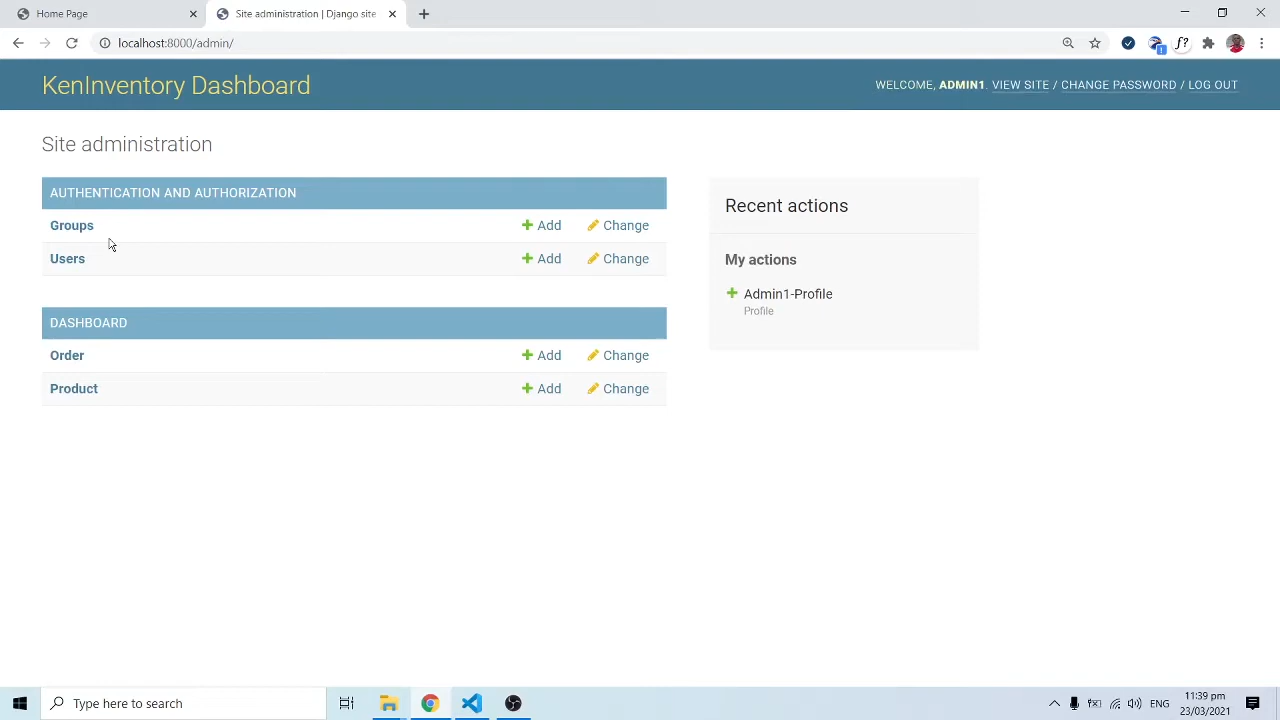 Home Page
Site administration | Django site
localhost:8000/admin/
KenInventory Dashboard
WELCOME, ADMIN1. VIEW SITE / CHANGE PASSWORD / LOG OUT
Site administration
AUTHENTICATION AND AUTHORIZATION
Groups Add Change
Users Add Change
DASHBOARD
Order Add Change
Product Add Change
Recent actions
My actions
Admin1-Profile
Profile
Type here to search
ENG
11:39 pm
23/03/2021